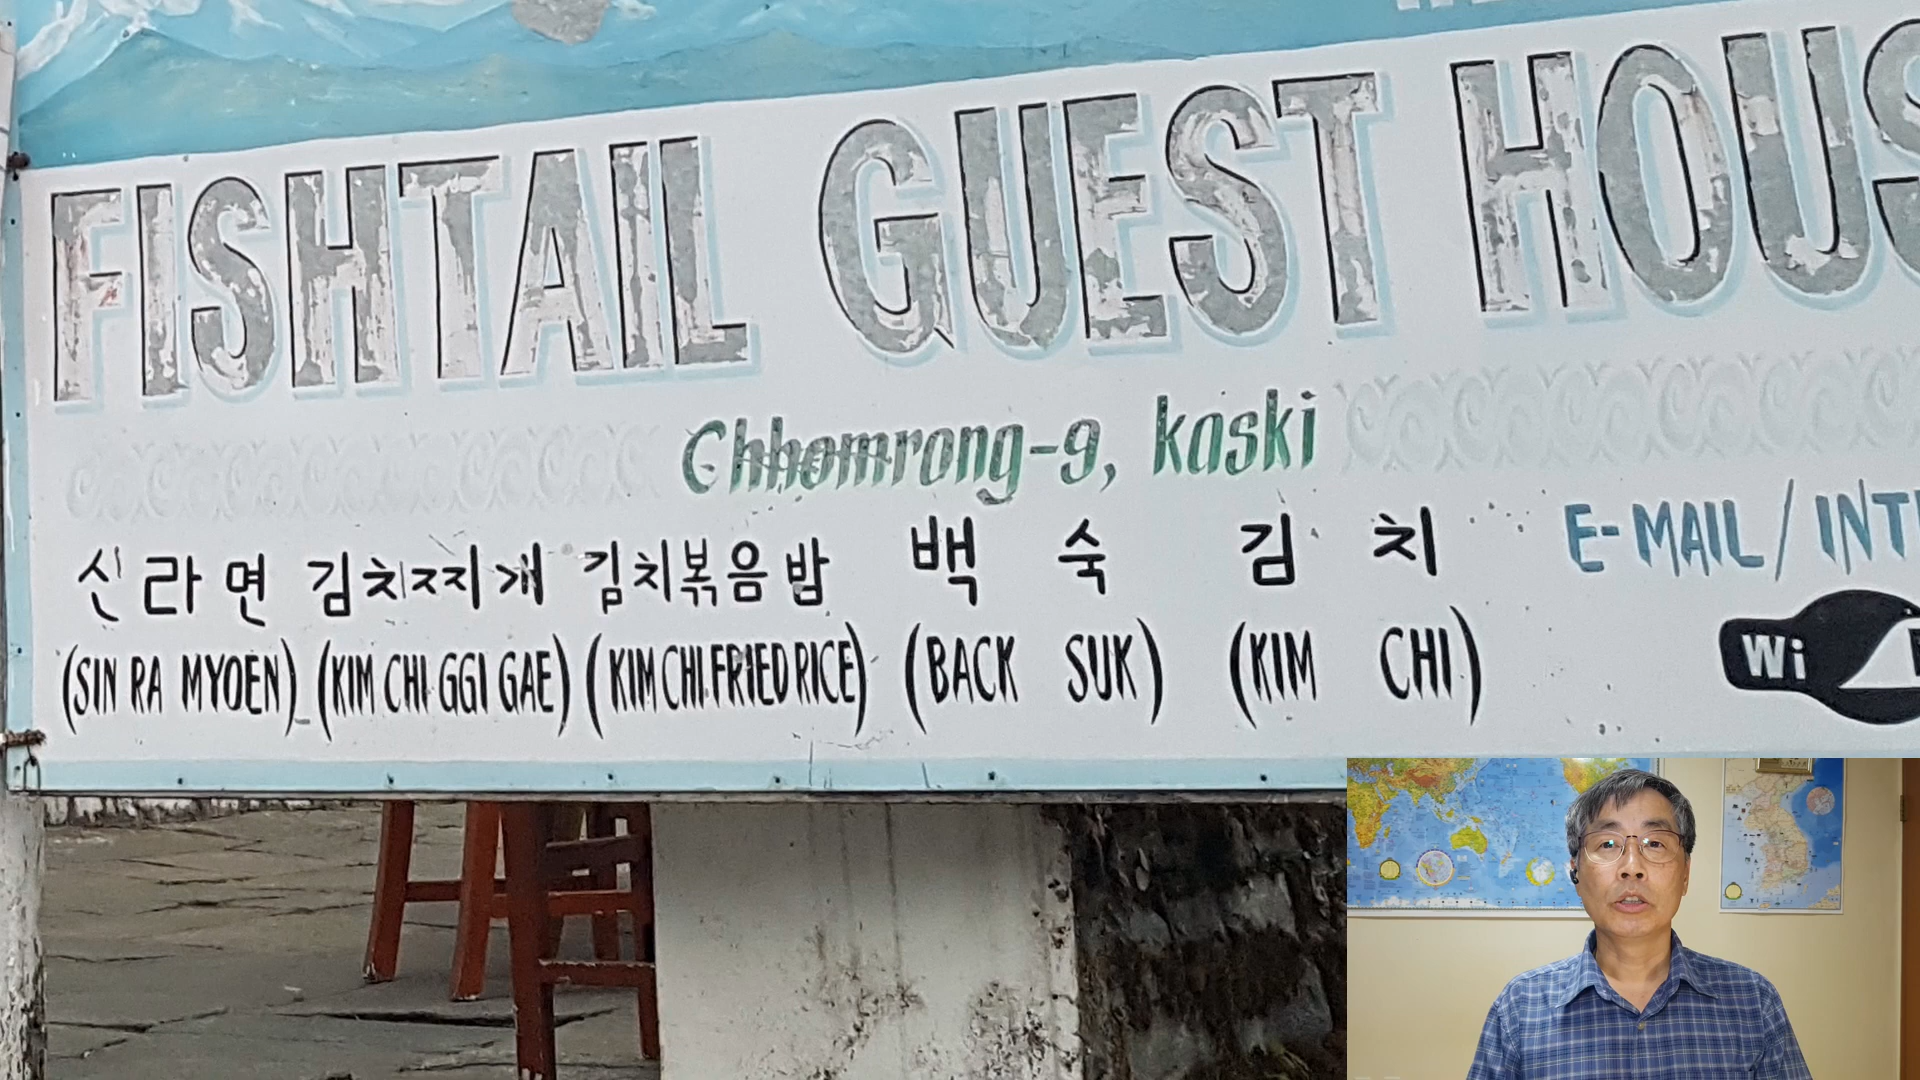 FISHTAIL GUEST HOUS
Chhomrong-9, kaski
신라면 김치찌개 김치볶음밥 백숙 김치
(SIN RA MYOEN) (KIM CHI GGI GAE) (KIM CHI FRIED RICE) (BACK SUK) (KIM CHI)
E-MAIL/INT
Wi